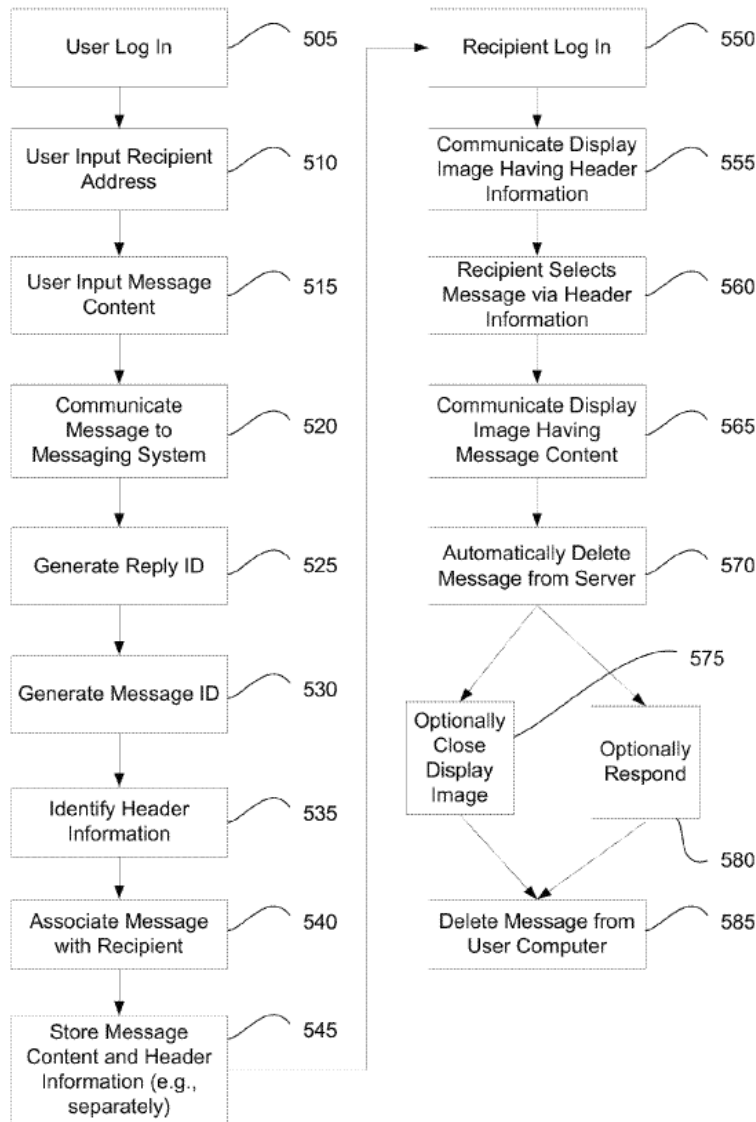 User Log In
505
User Input Recipient
Address
510
User Input Message
Content
515
Communicate
Message to
Messaging System
520
Generate Reply ID
525
Generate Message ID
530
Identify Header
Information
535
Associate Message
with Recipient
540
Store Message
Content and Header
Information (e.g.,
separately)
545
Recipient Log In
550
Communicate Display
Image Having Header
Information
555
Recipient Selects
Message via Header
Information
560
Communicate Display
Image Having
Message Content
565
Automatically Delete
Message from Server
570
Optionally
Close
Display
Image
575
Optionally
Respond
580
Delete Message from
User Computer
585